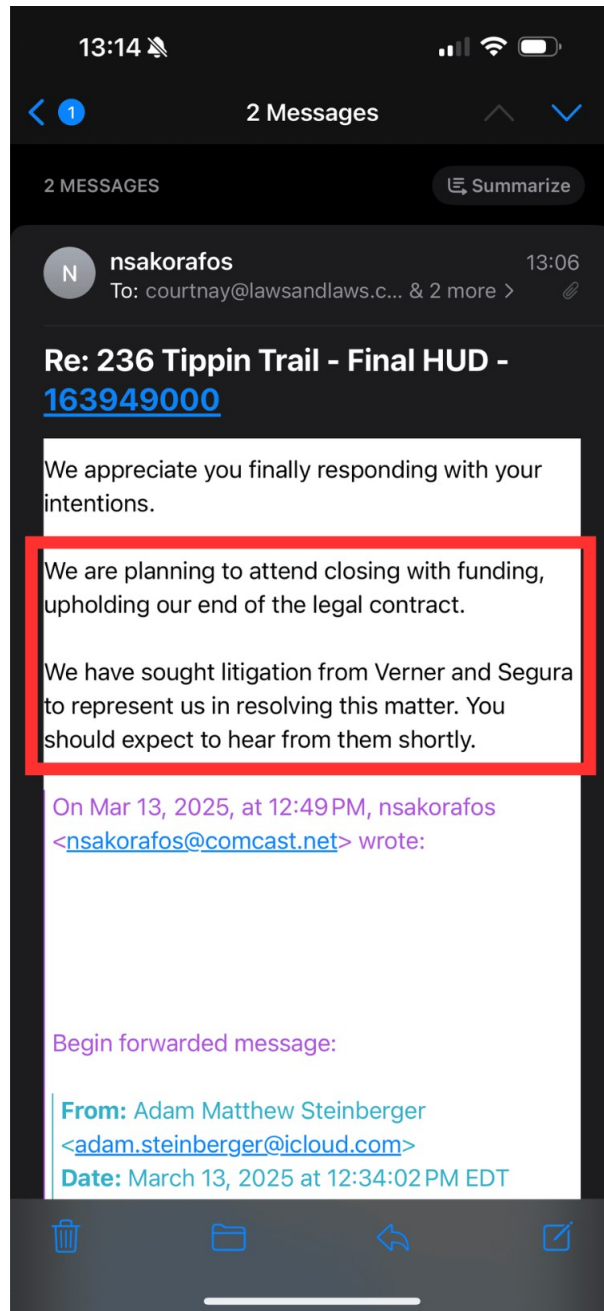 13:14
1
2 Messages
2 MESSAGES
Summarize
N
nsakorafos
13:06
To: courtnay@lawsandlaws.c... & 2 more >
Re: 236 Tippin Trail - Final HUD -
163949000
We appreciate you finally responding with your
intentions.
We are planning to attend closing with funding,
upholding our end of the legal contract.
We have sought litigation from Verner and Segura
to represent us in resolving this matter. You
should expect to hear from them shortly.
On Mar 13, 2025, at 12:49 PM, nsakorafos
<nsakorafos@comcast.net> wrote:
Begin forwarded message:
From: Adam Matthew Steinberger
<adam.steinberger@icloud.com>
Date: March 13, 2025 at 12:34:02 PM EDT